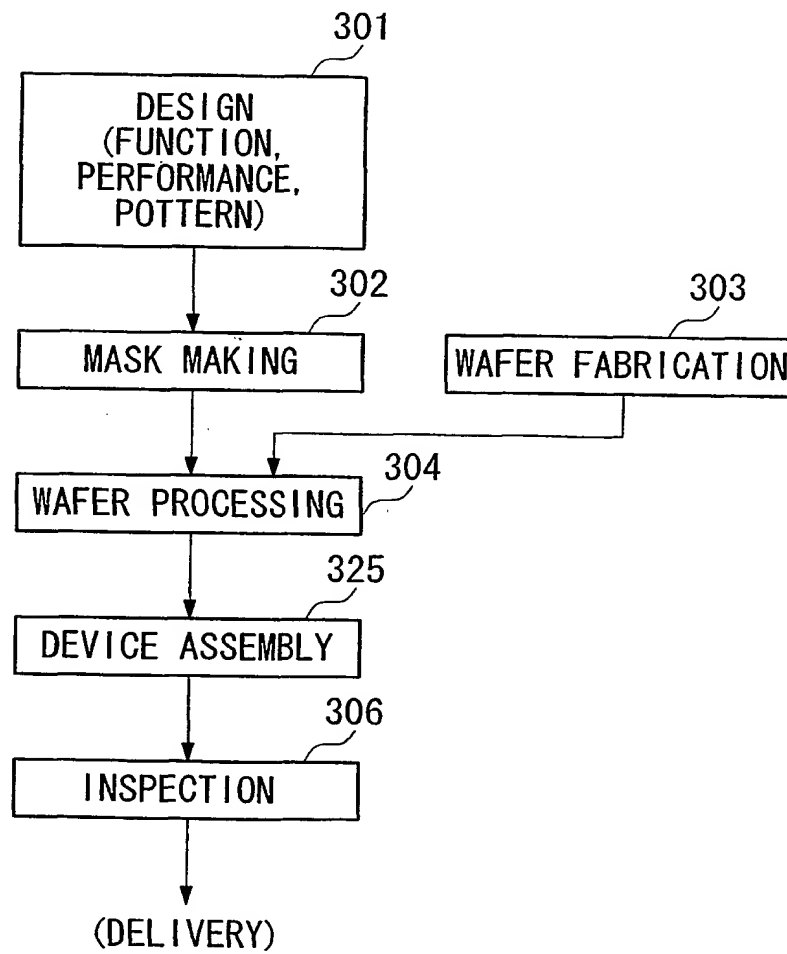 301
DESIGN
(FUNCTION,
PERFORMANCE,
POTTERN)
302
MASK MAKING
303
WAFER FABRICATION
304
WAFER PROCESSING
325
DEVICE ASSEMBLY
306
INSPECTION
(DELIVERY)